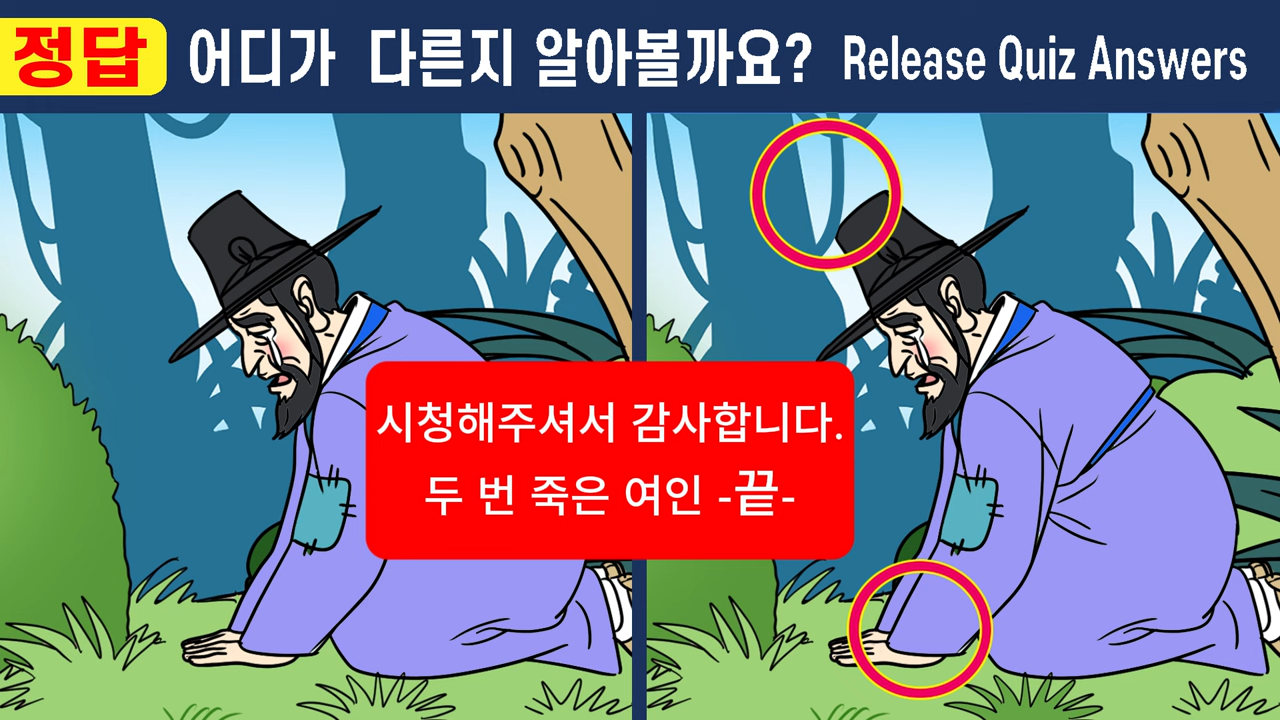 정답 어디가 다른지 알아볼까요? Release Quiz Answers
시청해주셔서 감사합니다.
두 번 죽은 여인 -끝-